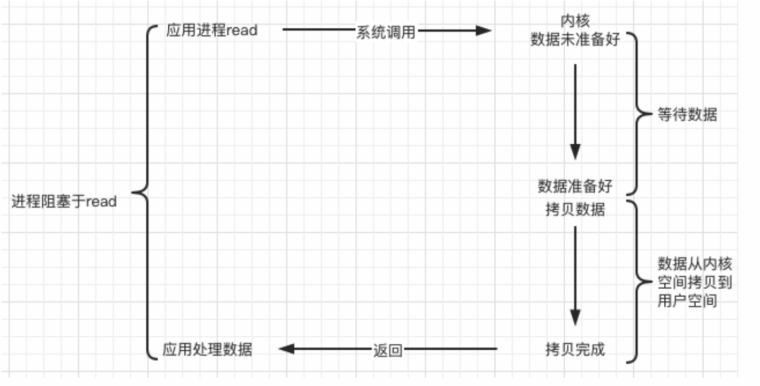 应用进程read
系统调用
内核
数据未准备好
等待数据
进程阻塞于read
数据准备好
拷贝数据
数据从内核
空间拷贝到
用户空间
应用处理数据
返回
拷贝完成